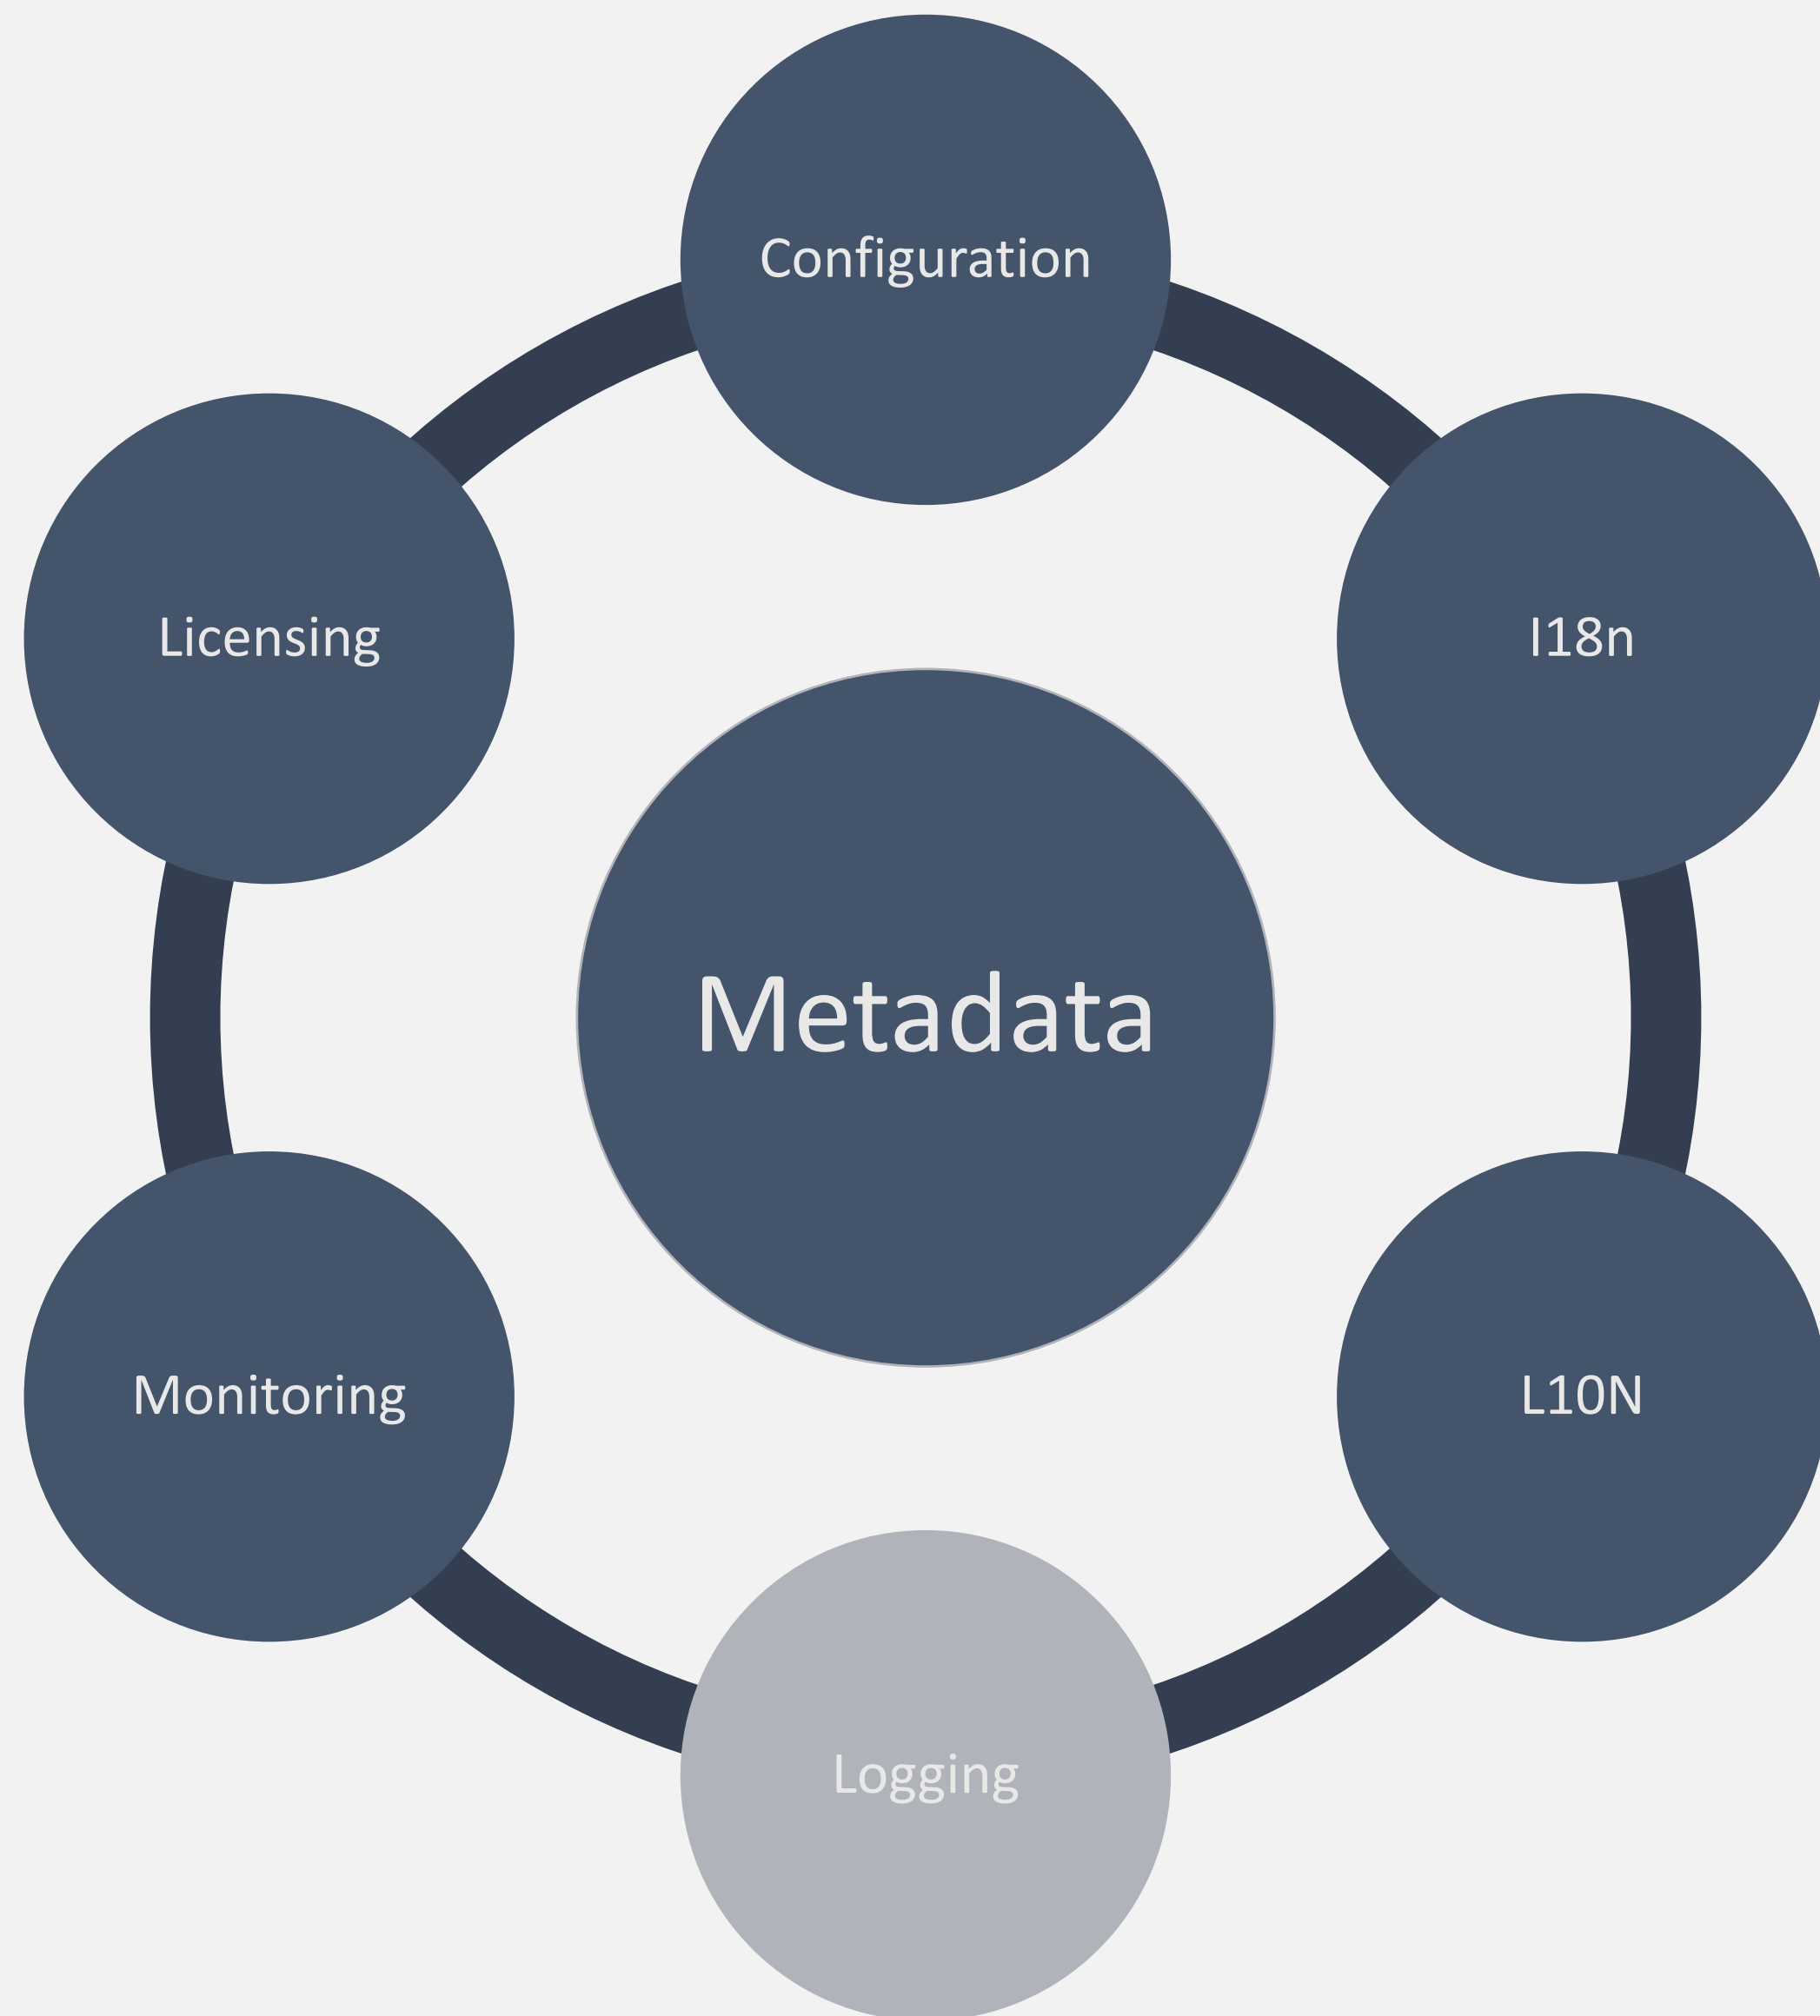 Configuration
Licensing
I18n
Metadata
Monitoring
L10N
Logging